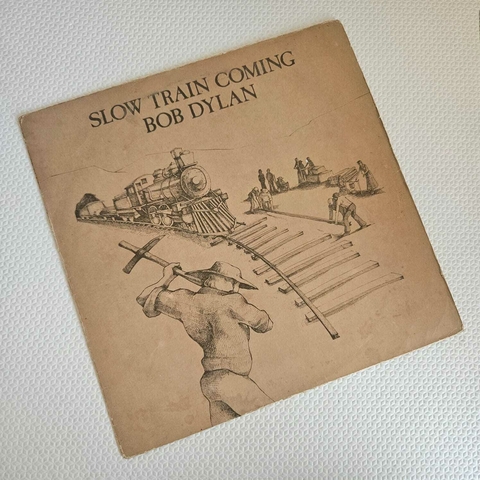 SLOW TRAIN COMING
BOB DYLAN